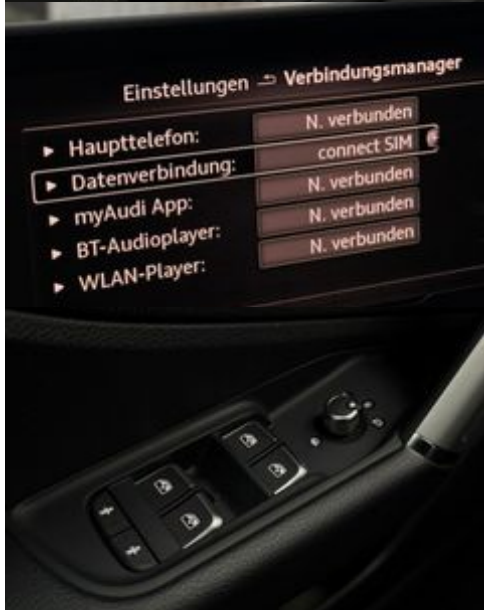 Einstellungen Verbindungsmanager
Haupttelefon: N. verbunden
Datenverbindung: connect SIM
myAudi App: N. verbunden
BT-Audioplayer: N. verbunden
WLAN-Player: N. verbunden